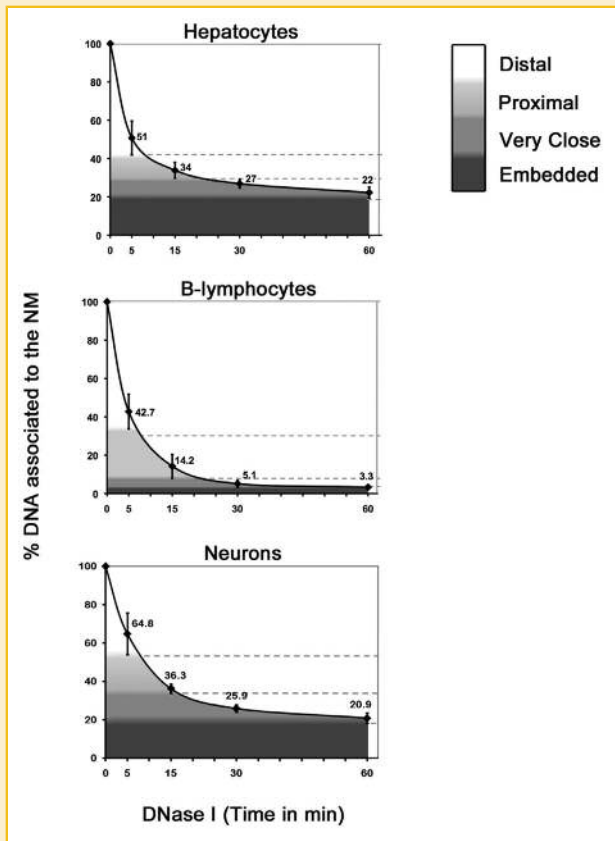 Hepatocytes
100
80
60
40
20
0
51
34
27
22
0 5 15 30 60
Distal
Proximal
Very Close
Embedded
B-lymphocytes
100
80
60
40
20
0
42.7
14.2
5.1
3.3
0 5 15 30 60
Neurons
100
80
60
40
20
0
64.8
36.3
25.9
20.9
0 5 15 30 60
% DNA associated to the NM
DNase I (Time in min)